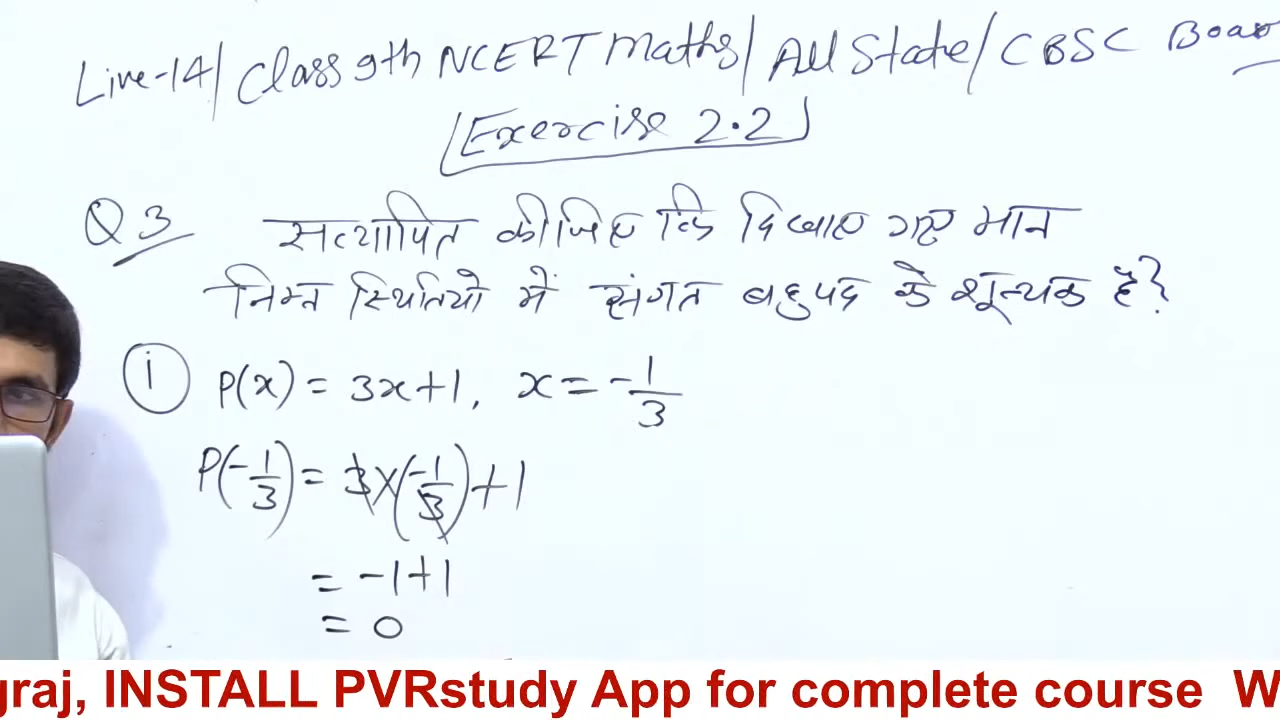 Live-14/ Class 9th NCERT Maths/ All State/ CBSC Boar
Exercise 2.2
Q 3 सत्यापित कीजिए कि दिखाए गए मान
निम्न स्थितियो में संगत बहुपद के शून्यक हैं?
i P(x) = 3x+1, x = -1/3
P(-1/3) = 3×(-1/3)+1
= -1+1
= 0
graj, INSTALL PVRstudy App for complete course W